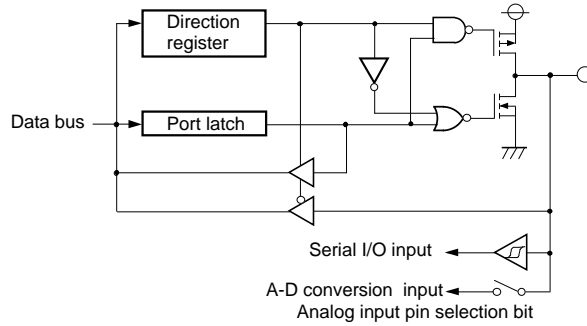 Direction
register
Data bus
Port latch
Serial I/O input
A-D conversion input
Analog input pin selection bit